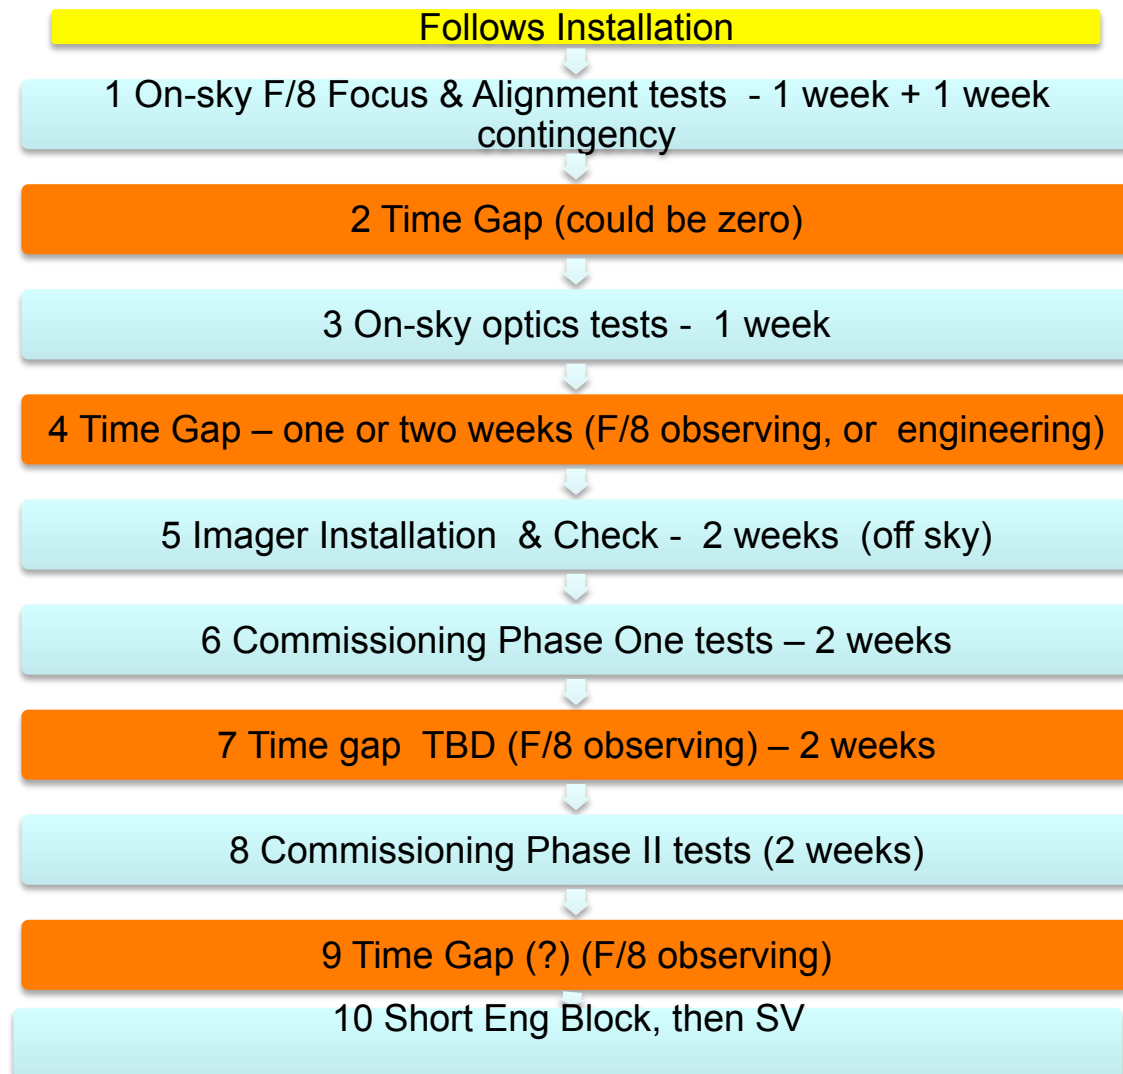 Follows Installation
1 On-sky F/8 Focus & Alignment tests - 1 week + 1 week
contingency
2 Time Gap (could be zero)
3 On-sky optics tests - 1 week
4 Time Gap – one or two weeks (F/8 observing, or engineering)
5 Imager Installation & Check - 2 weeks (off sky)
6 Commissioning Phase One tests – 2 weeks
7 Time gap TBD (F/8 observing) – 2 weeks
8 Commissioning Phase II tests (2 weeks)
9 Time Gap (?) (F/8 observing)
10 Short Eng Block, then SV